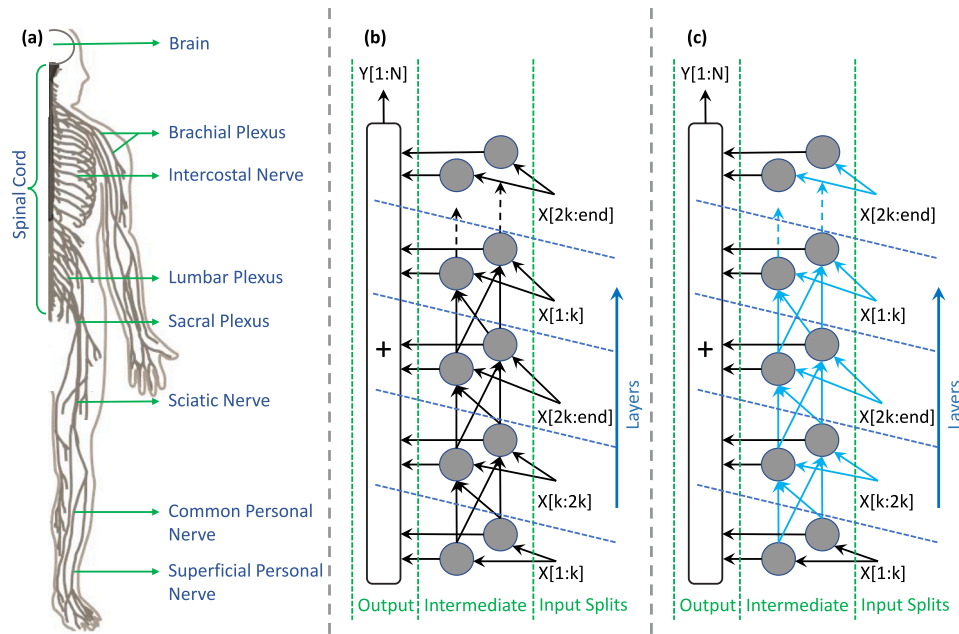 (a)
Brain
Spinal Cord
Brachial Plexus
Intercostal Nerve
Lumbar Plexus
Sacral Plexus
Sciatic Nerve
Common Personal
Nerve
Superficial Personal
Nerve
(b)
Y[1:N]
+
X[2k:end]
X[1:k]
X[2k:end]
X[k:2k]
X[1:k]
Layers
Output
Intermediate
Input Splits
(c)
Y[1:N]
+
X[2k:end]
X[1:k]
X[2k:end]
X[k:2k]
X[1:k]
Layers
Output
Intermediate
Input Splits